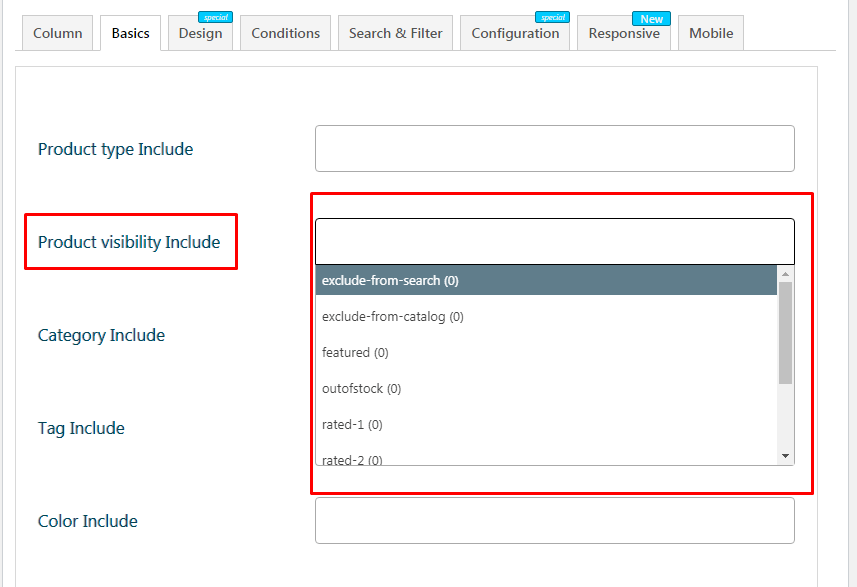 special special New
Column Basics Design Conditions Search & Filter Configuration Responsive Mobile
Product type Include
Product visibility Include
exclude-from-search (0)
exclude-from-catalog (0)
featured (0)
outofstock (0)
rated-1 (0)
rated-2 (0)
Category Include
Tag Include
Color Include